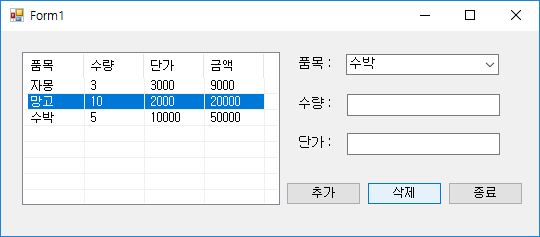 Form1
품목 수량 단가 금액
자몽 3 3000 9000
망고 10 2000 20000
수박 5 10000 50000
품목 : 수박
수량 :
단가 :
추가 삭제 종료